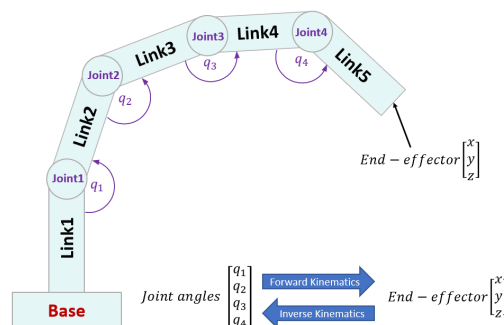 Joint3
Joint4
Link3
Link4
Link5
Joint2
q₃
q₄
q₂
Link2
End − effector [x y z]
Joint1
q₁
Link1
Joint angles [q₁ q₂ q₃ q₄]
Forward Kinematics
Inverse Kinematics
End − effector [x y z]
Base